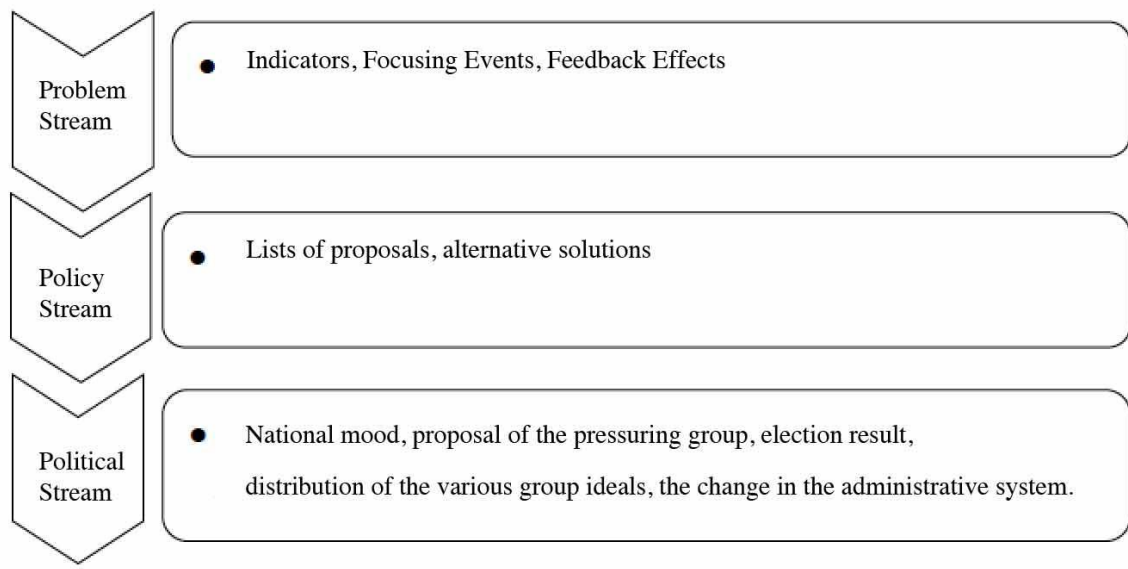 Problem
Stream
● Indicators, Focusing Events, Feedback Effects
Policy
Stream
● Lists of proposals, alternative solutions
Political
Stream
● National mood, proposal of the pressuring group, election result,
distribution of the various group ideals, the change in the administrative system.